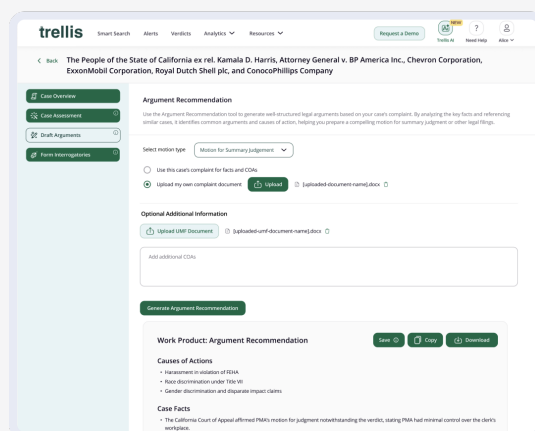 trellis
Smart Search
Alerts
Verdicts
Analytics
Resources
Request a Demo
NEW
Trellis AI
Need Help
Alice
Back
The People of the State of California ex rel. Kamala D. Harris, Attorney General v. BP America Inc., Chevron Corporation,
ExxonMobil Corporation, Royal Dutch Shell plc, and ConocoPhillips Company
Case Overview
Case Assessment
Draft Arguments
Form Interrogatories
Argument Recommendation
Use the Argument Recommendation tool to generate well-structured legal arguments based on your case's complaint. By analyzing the key facts and referencing
similar cases, it identifies common arguments and causes of action, helping you prepare a compelling motion for summary judgment or other legal filings.
Select motion type
Motion for Summary Judgement
Use this case's complaint for facts and COAs
Upload my own complaint document
Upload
[uploaded-document-name].docx
Optional Additional Information
Upload UMF Document
[uploaded-umf-document-name].docx
Add additional COAs
Generate Argument Recommendation
Work Product: Argument Recommendation
Save
Copy
Download
Causes of Actions
• Harassment in violation of FEHA
• Race discrimination under Title VII
• Gender discrimination and disparate impact claims
Case Facts
• The California Court of Appeal affirmed PMA's motion for judgment notwithstanding the verdict, stating PMA had minimal control over the clerk's
workplace.